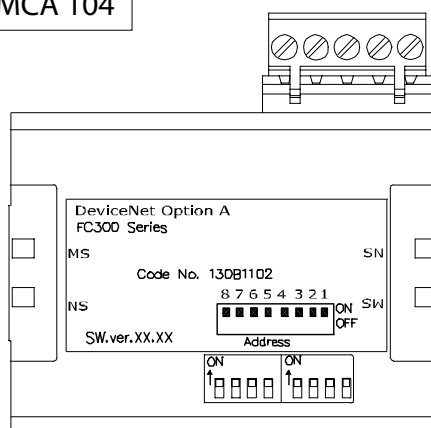 MCA 104
DeviceNet Option A
FC300 Series
MS SN
Code No. 130B1102
8 7 6 5 4 3 2 1
ON
NS SW
OFF
SW.ver.XX.XX
Address
ON ON